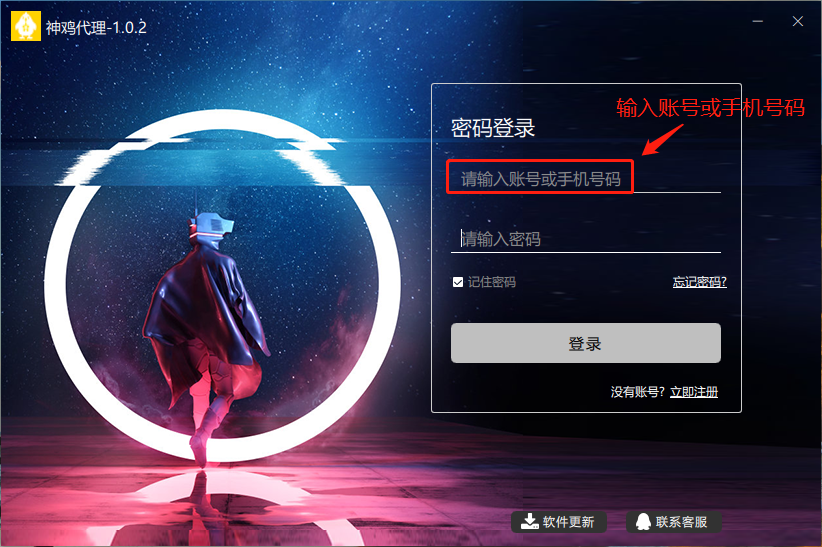 神鸡代理-1.0.2
输入账号或手机号码
密码登录
请输入账号或手机号码
请输入密码
记住密码 忘记密码?
登录
没有账号? 立即注册
软件更新 联系客服